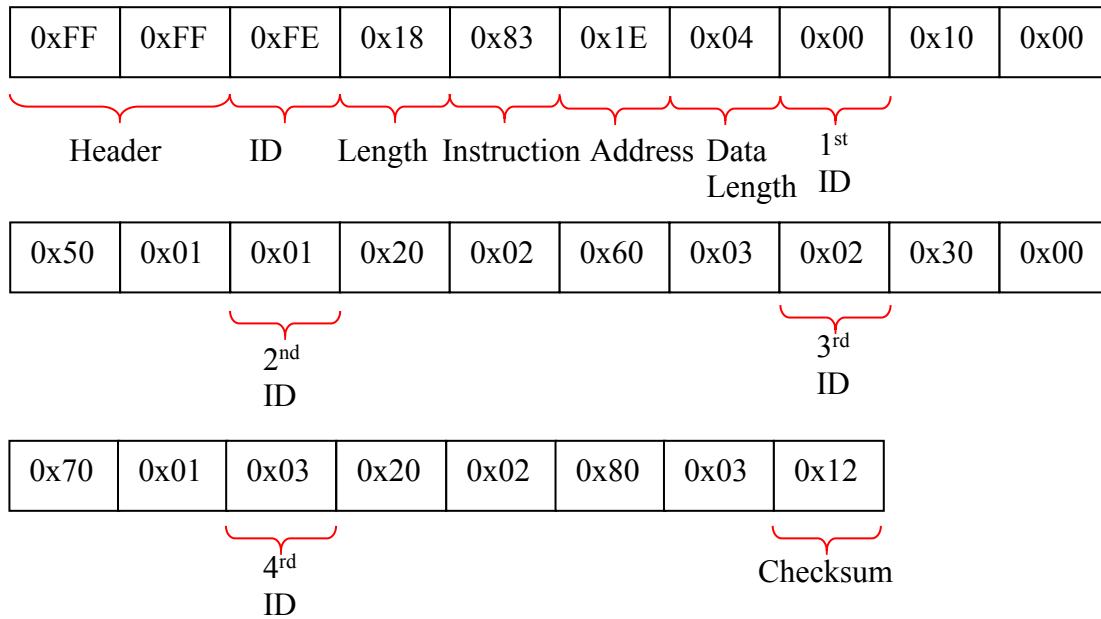 0xFF 0xFF 0xFE 0x18 0x83 0x1E 0x04 0x00 0x10 0x00
Header ID Length Instruction Address Data Length 1st ID
0x50 0x01 0x01 0x20 0x02 0x60 0x03 0x02 0x30 0x00
2nd ID 3rd ID
0x70 0x01 0x03 0x20 0x02 0x80 0x03 0x12
4rd ID Checksum